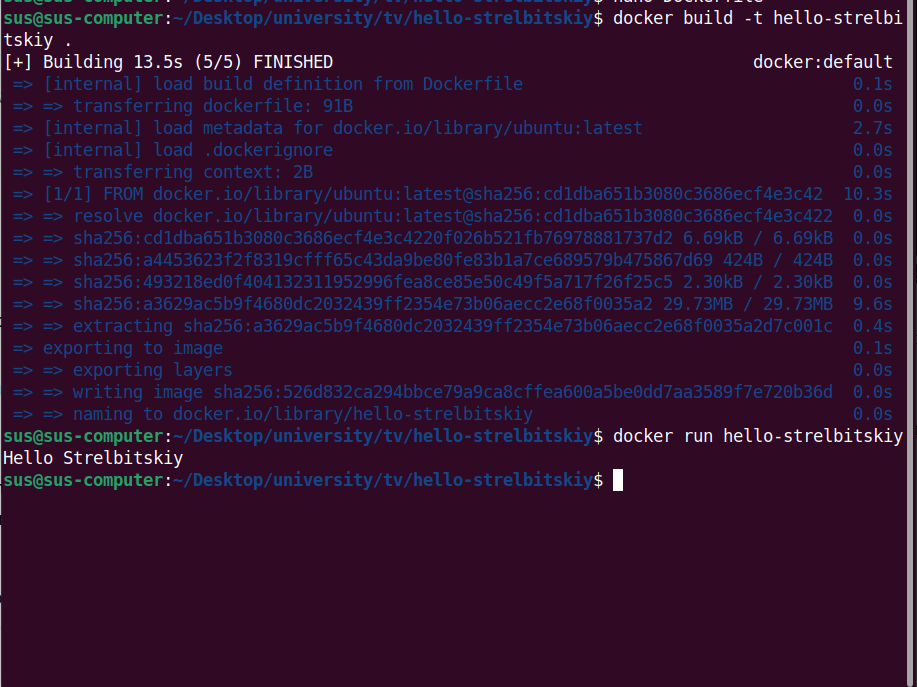 sus@sus-computer:~/Desktop/university/tv/hello-strelbitskiy$ nano Dockerfile
sus@sus-computer:~/Desktop/university/tv/hello-strelbitskiy$ docker build -t hello-strelbi
tskiy .
[+] Building 13.5s (5/5) FINISHED docker:default
=> [internal] load build definition from Dockerfile 0.1s
=> => transferring dockerfile: 91B 0.0s
=> [internal] load metadata for docker.io/library/ubuntu:latest 2.7s
=> [internal] load .dockerignore 0.0s
=> => transferring context: 2B 0.0s
=> [1/1] FROM docker.io/library/ubuntu:latest@sha256:cd1dba651b3080c3686ecf4e3c42 10.3s
=> => resolve docker.io/library/ubuntu:latest@sha256:cd1dba651b3080c3686ecf4e3c422 0.0s
=> => sha256:cd1dba651b3080c3686ecf4e3c4220f026b521fb76978881737d2 6.69kB / 6.69kB 0.0s
=> => sha256:a4453623f2f8319cfff65c43da9be80fe83b1a7ce689579b475867d69 424B / 424B 0.0s
=> => sha256:493218ed0f404132311952996fea8ce85e50c49f5a717f26f25c5 2.30kB / 2.30kB 0.0s
=> => sha256:a3629ac5b9f4680dc2032439ff2354e73b06aecc2e68f0035a2 29.73MB / 29.73MB 9.6s
=> => extracting sha256:a3629ac5b9f4680dc2032439ff2354e73b06aecc2e68f0035a2d7c001c 0.4s
=> exporting to image 0.1s
=> => exporting layers 0.0s
=> => writing image sha256:526d832ca294bbce79a9ca8cffea600a5be0dd7aa3589f7e720b36d 0.0s
=> => naming to docker.io/library/hello-strelbitskiy 0.0s
sus@sus-computer:~/Desktop/university/tv/hello-strelbitskiy$ docker run hello-strelbitskiy
Hello Strelbitskiy
sus@sus-computer:~/Desktop/university/tv/hello-strelbitskiy$